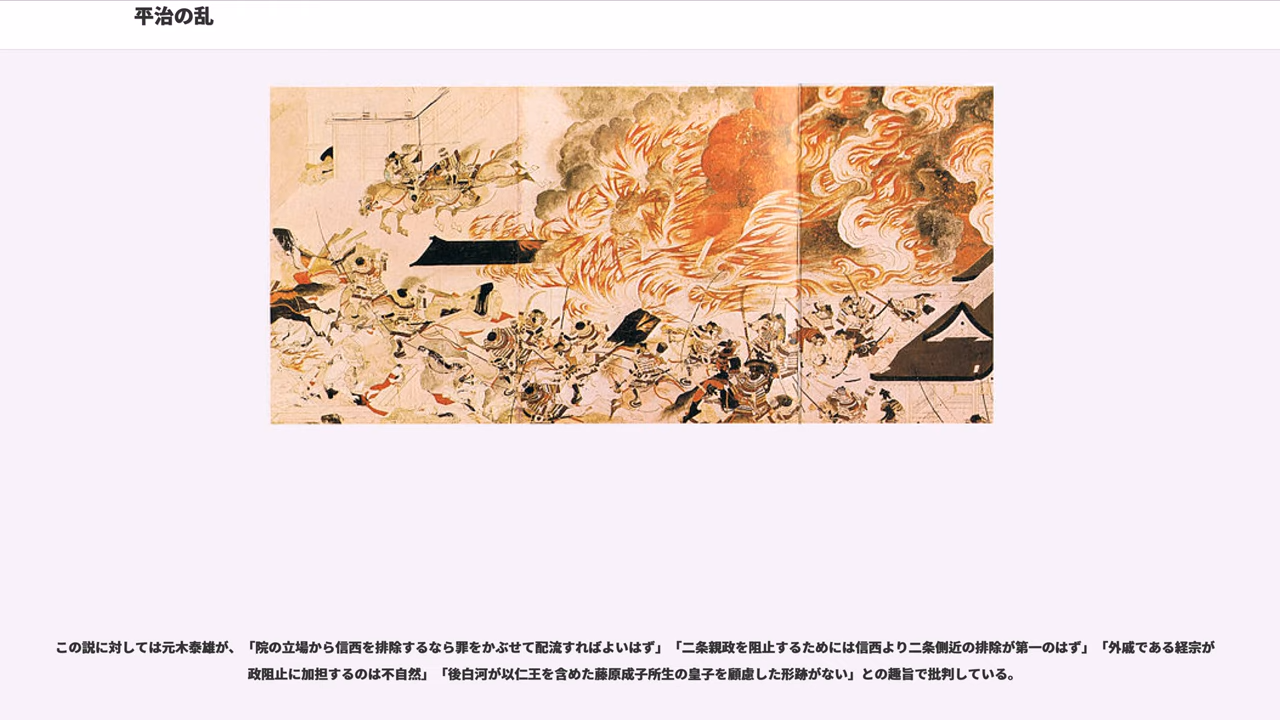 平治の乱
この説に対しては元木泰雄が、「院の立場から信西を排除するなら罪をかぶせて配流すればよいはず」「二条親政を阻止するためには信西より二条側近の排除が第一のはず」「外戚である経宗が
政阻止に加担するのは不自然」「後白河が以仁王を含めた藤原成子所生の皇子を顧慮した形跡がない」との趣旨で批判している。